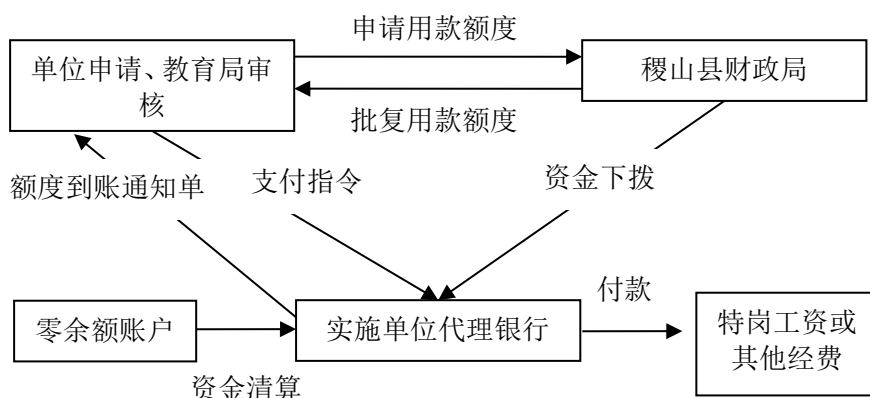 申请用款额度
单位申请、教育局审
核
稷山县财政局
批复用款额度
额度到账通知单
支付指令
资金下拨
付款
零余额账户
实施单位代理银行
特岗工资或
其他经费
资金清算